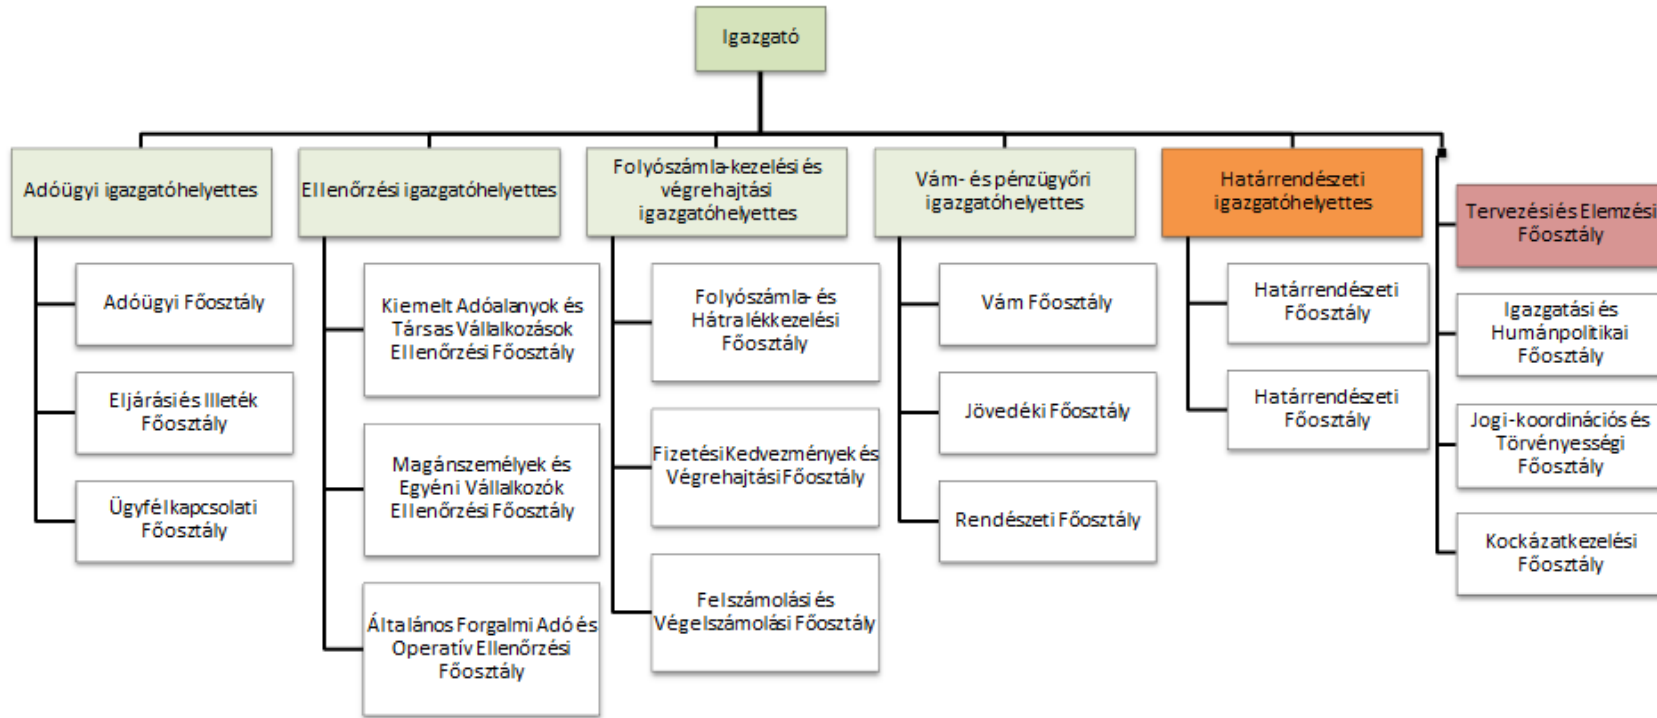 Igazgató
Adóügyi igazgatóhelyettes
Adóügyi Főosztály
Eljárási és Illeték
Főosztály
Ügyfélkapcsolati
Főosztály
Ellenőrzési igazgatóhelyettes
Kiemelt Adóalanyok és
Társas Vállalkozások
Ellenőrzési Főosztály
Magánszemélyek és
Egyéni Vállalkozók
Ellenőrzési Főosztály
Általános Forgalmi Adó és
Operatív Ellenőrzési
Főosztály
Folyószámla-kezelési és
végrehajtási
igazgatóhelyettes
Folyószámla- és
Hátralékkezelési
Főosztály
Fizetési Kedvezmények és
Végrehajtási Főosztály
Felszámolási és
Végelszámolási Főosztály
Vám- és pénzügyőri
igazgatóhelyettes
Vám Főosztály
Jövedéki Főosztály
Rendészeti Főosztály
Határrendészeti
igazgatóhelyettes
Határrendészeti
Főosztály
Határrendészeti
Főosztály
Tervezési és Elemzési
Főosztály
Igazgatási és
Humánpolitikai
Főosztály
Jogi-koordinációs és
Törvényességi
Főosztály
Kockázatkezelési
Főosztály